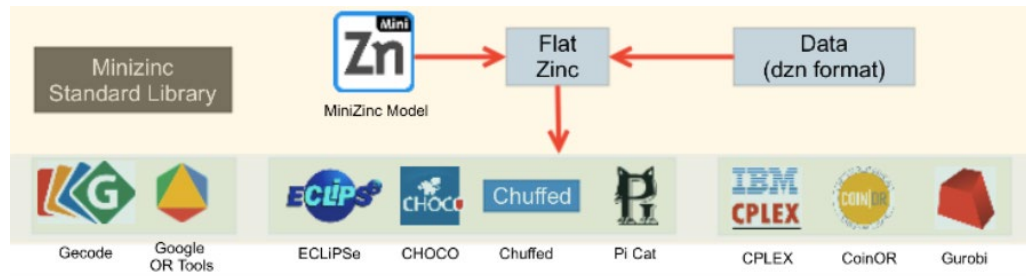 Mini
Zn
MiniZinc Model
Flat
Zinc
Data
(dzn format)
Minizinc
Standard Library
G
ECLiPSe
CHOCO
Chuffed
Pi
IBM
CPLEX
COIN|OR
Gecode
Google
OR Tools
ECLiPSe
CHOCO
Chuffed
Pi Cat
CPLEX
CoinOR
Gurobi